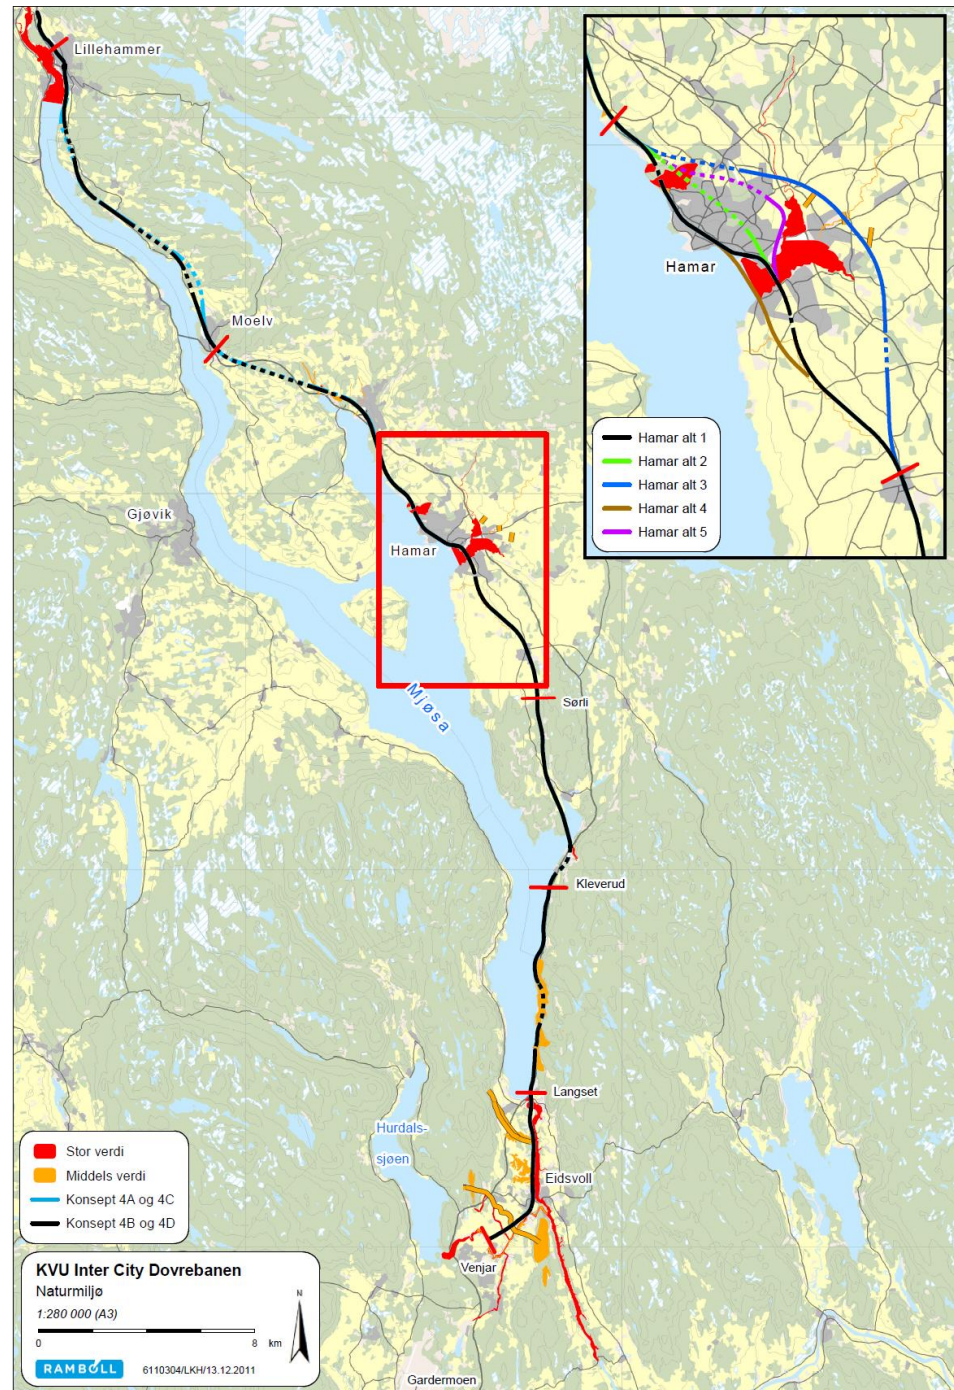 Lillehammer
Moelv
Gjøvik
Hamar
Mjøsa
Sørli
Kleverud
Langset
Hurdals-
sjøen
Eidsvoll
Venjar
Gardermoen
Hamar
Hamar alt 1
Hamar alt 2
Hamar alt 3
Hamar alt 4
Hamar alt 5
Stor verdi
Middels verdi
Konsept 4A og 4C
Konsept 4B og 4D
KVU Inter City Dovrebanen
Naturmiljø
1:280 000 (A3)
N
0 8 km
RAMBOLL 6110304/LKH/13.12.2011